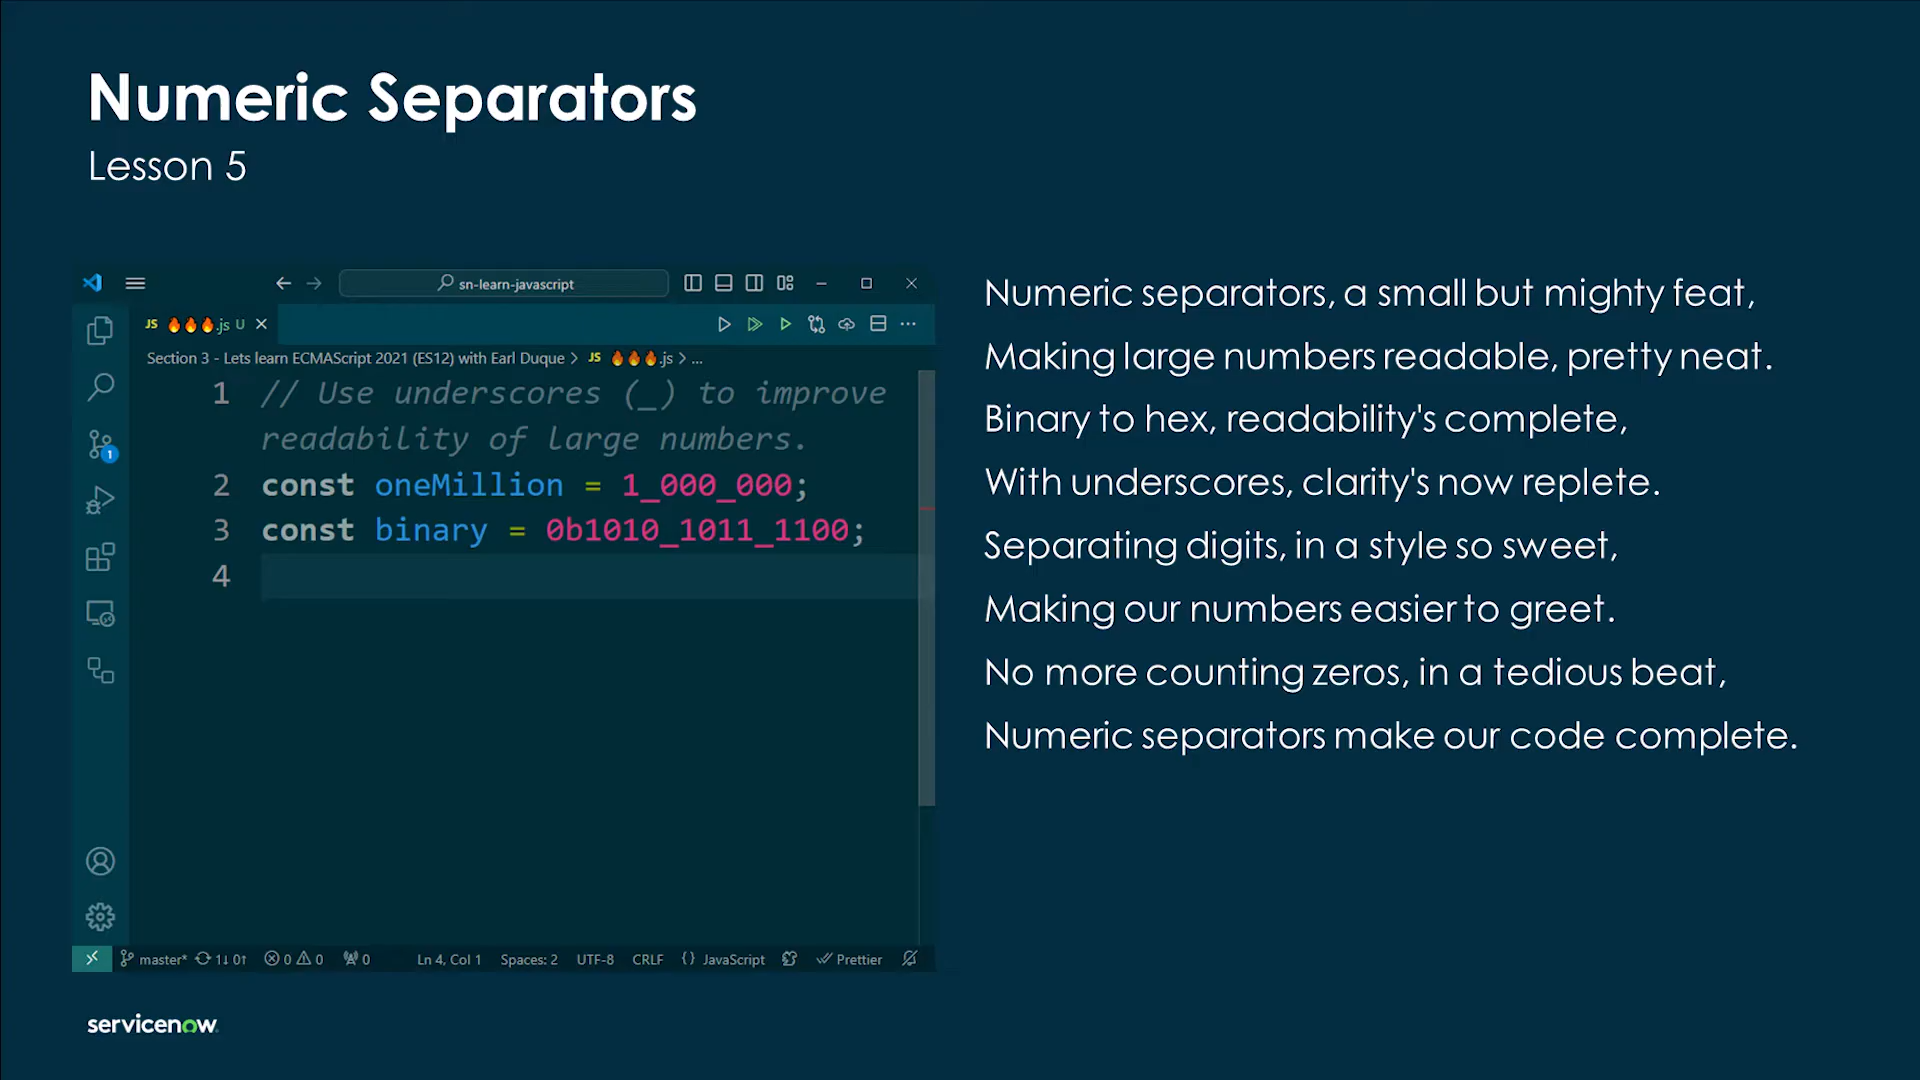 Numeric Separators
Lesson 5
sn-learn-javascript
JS 🔥🔥🔥.js U
Section 3 - Lets learn ECMAScript 2021 (ES12) with Earl Duque > JS 🔥🔥🔥.js > ...
1 // Use underscores (_) to improve
readability of large numbers.
2 const oneMillion = 1_000_000;
3 const binary = 0b1010_1011_1100;
4
1
master* 1↓ 0↑ 0 0 0 Ln 4, Col 1 Spaces: 2 UTF-8 CRLF {} JavaScript Prettier
Numeric separators, a small but mighty feat,
Making large numbers readable, pretty neat.
Binary to hex, readability's complete,
With underscores, clarity's now replete.
Separating digits, in a style so sweet,
Making our numbers easier to greet.
No more counting zeros, in a tedious beat,
Numeric separators make our code complete.
servicenow